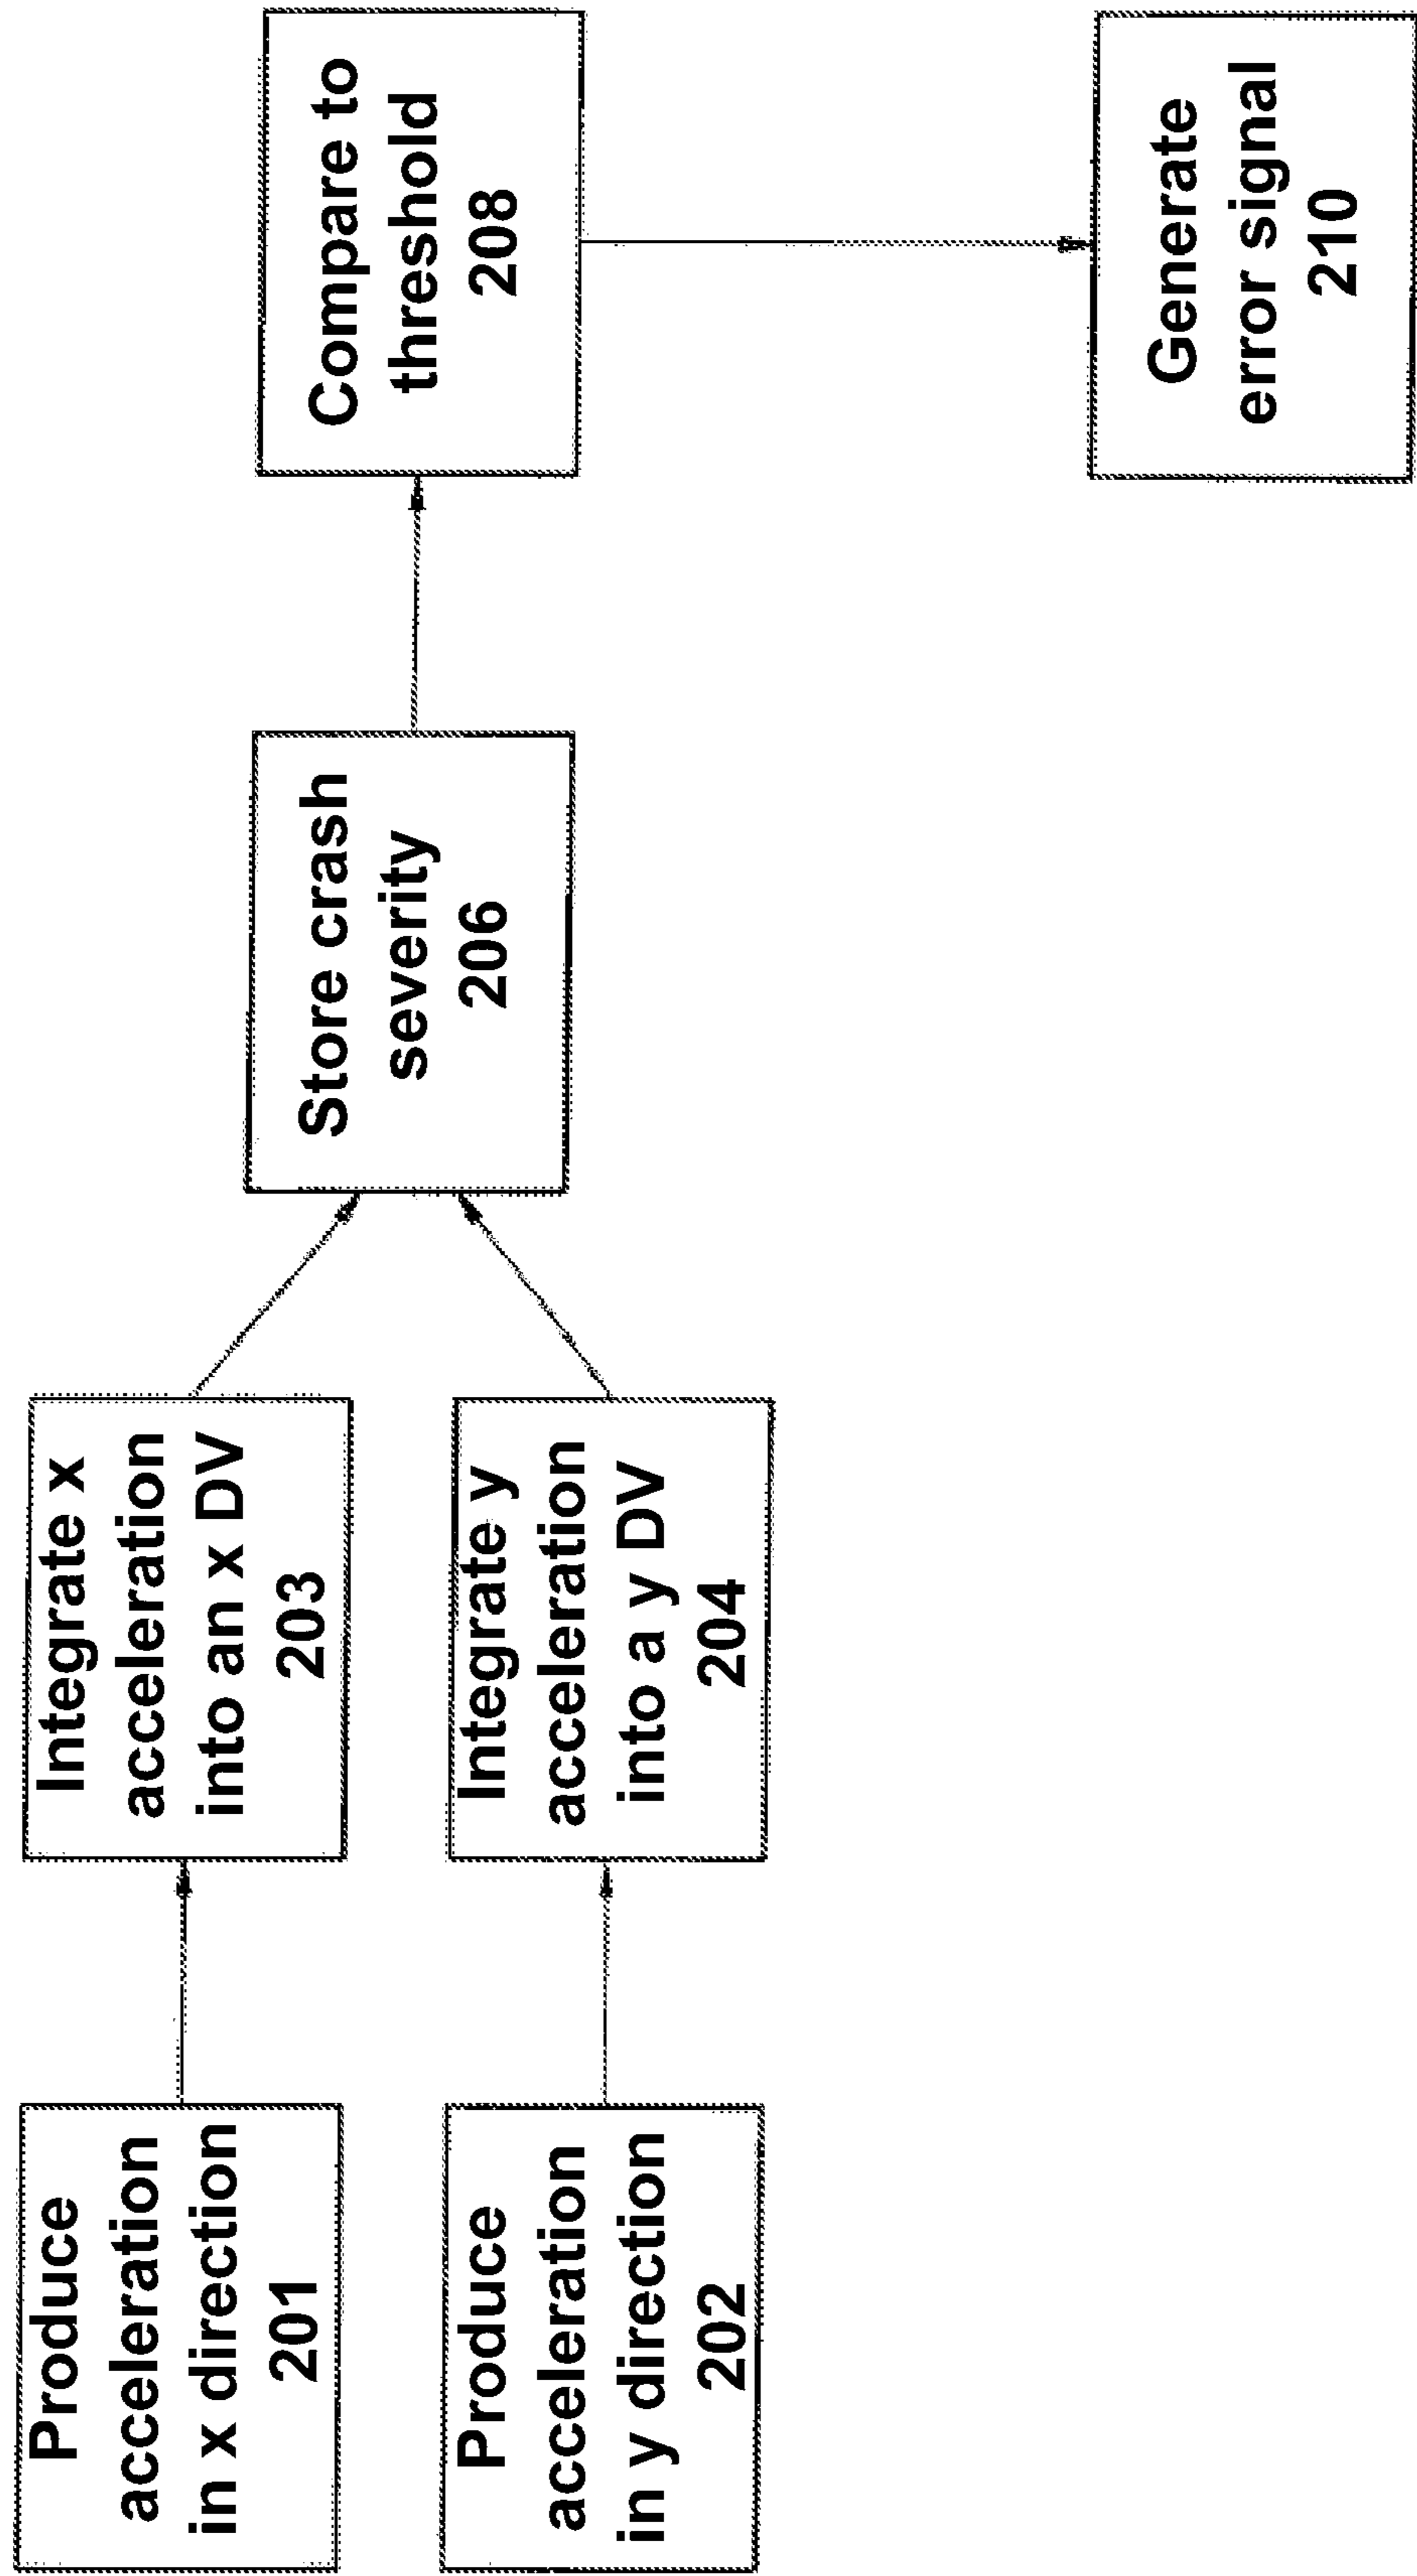 Produce
acceleration
in x direction
201
Integrate x
acceleration
into an x DV
203
Produce
acceleration
in y direction
202
Integrate y
acceleration
into a y DV
204
Store crash
severity
206
Compare to
threshold
208
Generate
error signal
210